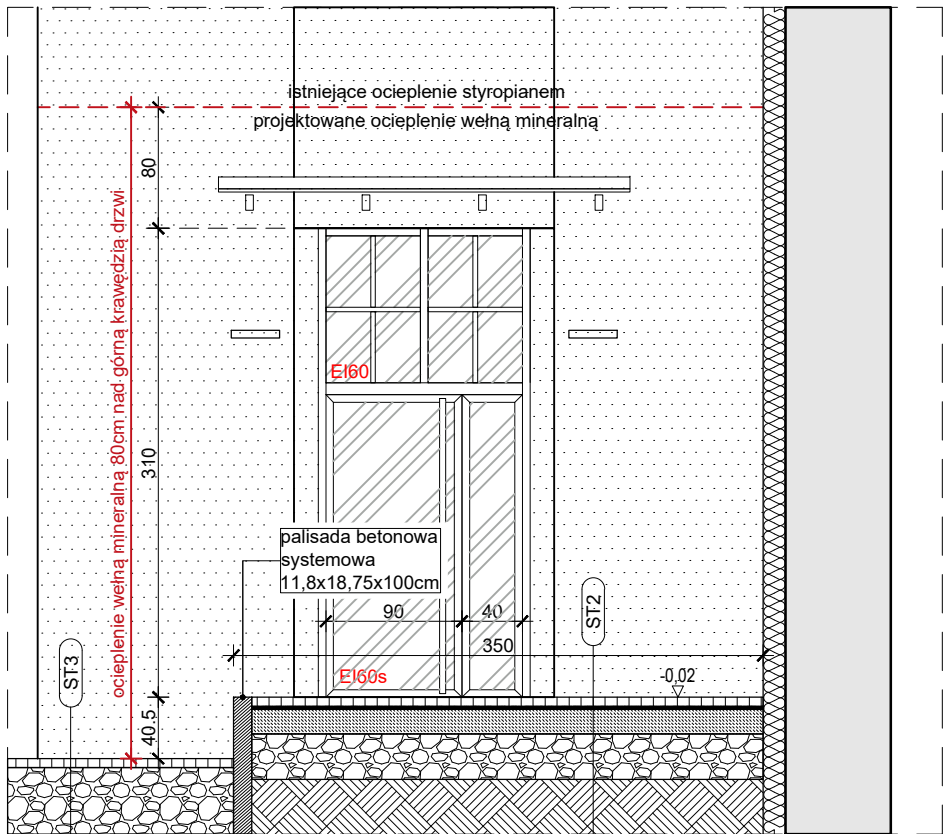 istniejące ocieplenie styropianem
projektowane ocieplenie wełną mineralną
80
ocieplenie wełną mineralną 80cm nad górną krawędzią drzwi
310
EI60
palisada betonowa
systemowa
11,8x18,75x100cm
90
40
350
ST2
ST3
EI60s
-0,02
40.5